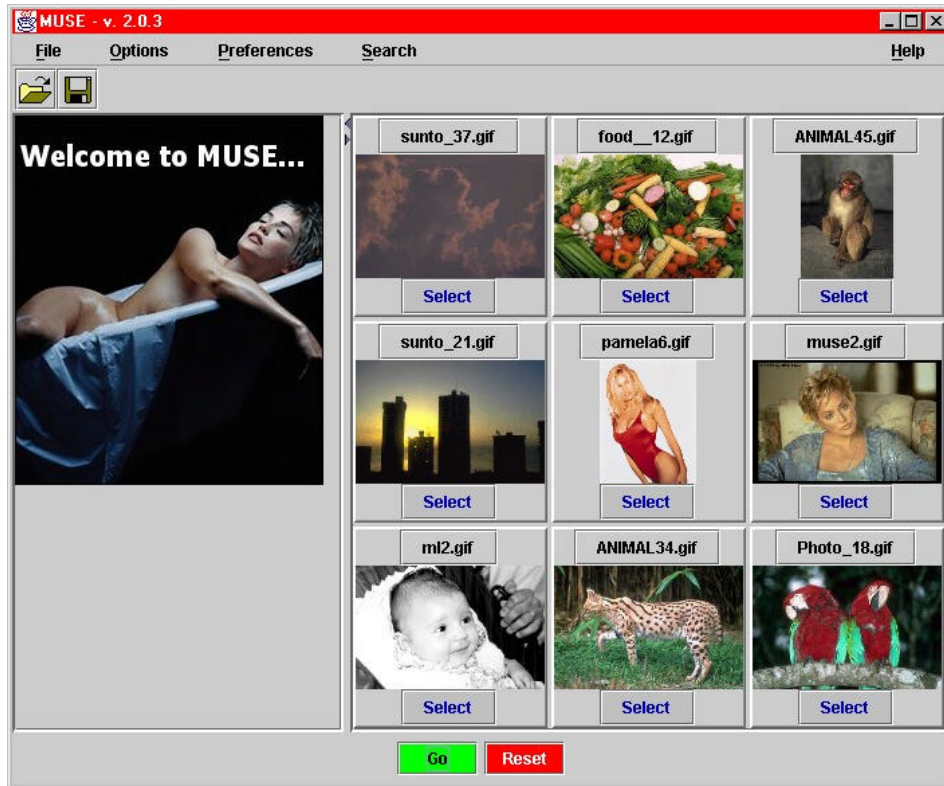 MUSE - v. 2.0.3
File Options Preferences Search Help
Welcome to MUSE...
sunto_37.gif food__12.gif ANIMAL45.gif
Select Select Select
sunto_21.gif pamela6.gif muse2.gif
Select Select Select
ml2.gif ANIMAL34.gif Photo_18.gif
Select Select Select
Go Reset